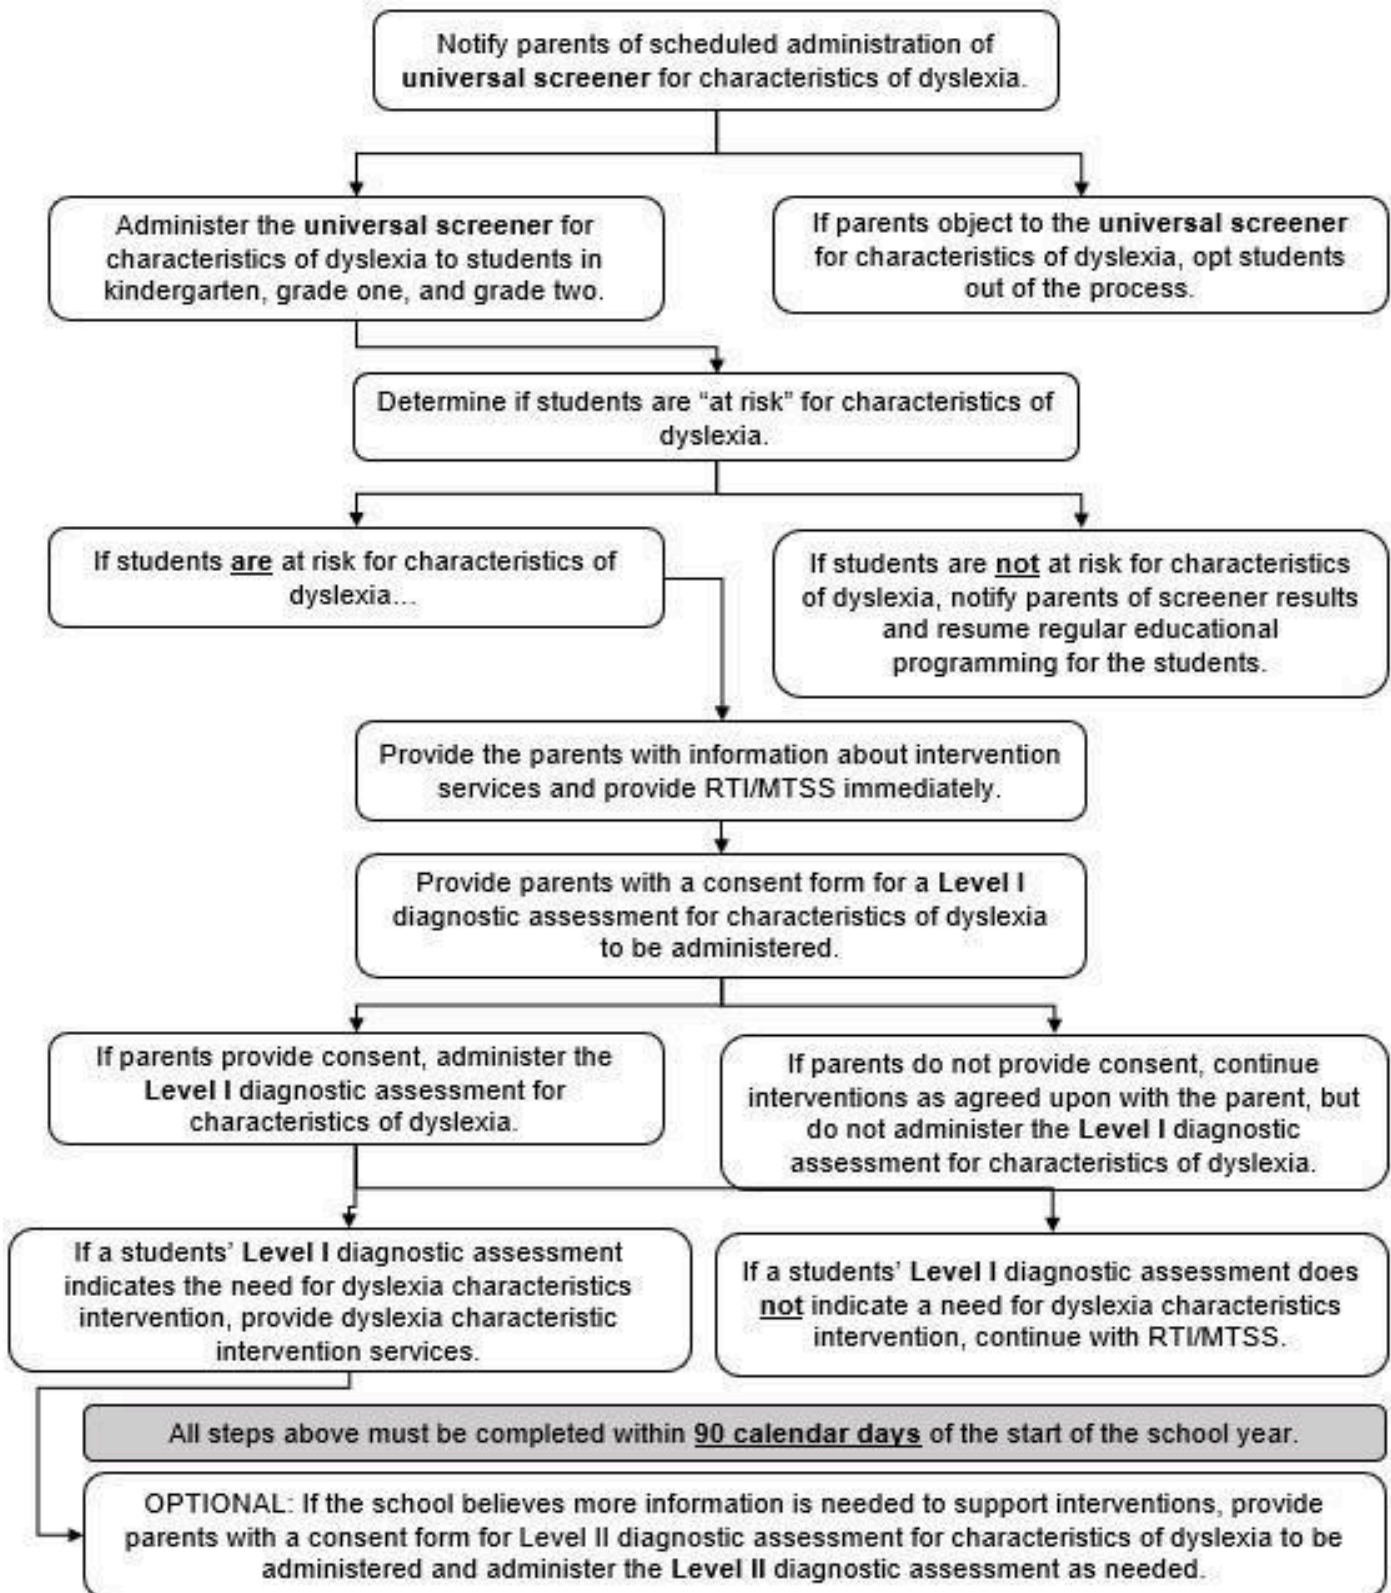 Notify parents of scheduled administration of
universal screener for characteristics of dyslexia.
Administer the universal screener for
characteristics of dyslexia to students in
kindergarten, grade one, and grade two.
If parents object to the universal screener
for characteristics of dyslexia, opt students
out of the process.
Determine if students are “at risk” for characteristics of
dyslexia.
If students are at risk for characteristics of
dyslexia…
If students are not at risk for characteristics
of dyslexia, notify parents of screener results
and resume regular educational
programming for the students.
Provide the parents with information about intervention
services and provide RTI/MTSS immediately.
Provide parents with a consent form for a Level I
diagnostic assessment for characteristics of dyslexia
to be administered.
If parents provide consent, administer the
Level I diagnostic assessment for
characteristics of dyslexia.
If parents do not provide consent, continue
interventions as agreed upon with the parent, but
do not administer the Level I diagnostic
assessment for characteristics of dyslexia.
If a students’ Level I diagnostic assessment
indicates the need for dyslexia characteristics
intervention, provide dyslexia characteristic
intervention services.
If a students’ Level I diagnostic assessment does
not indicate a need for dyslexia characteristics
intervention, continue with RTI/MTSS.
All steps above must be completed within 90 calendar days of the start of the school year.
OPTIONAL: If the school believes more information is needed to support interventions, provide
parents with a consent form for Level II diagnostic assessment for characteristics of dyslexia to be
administered and administer the Level II diagnostic assessment as needed.